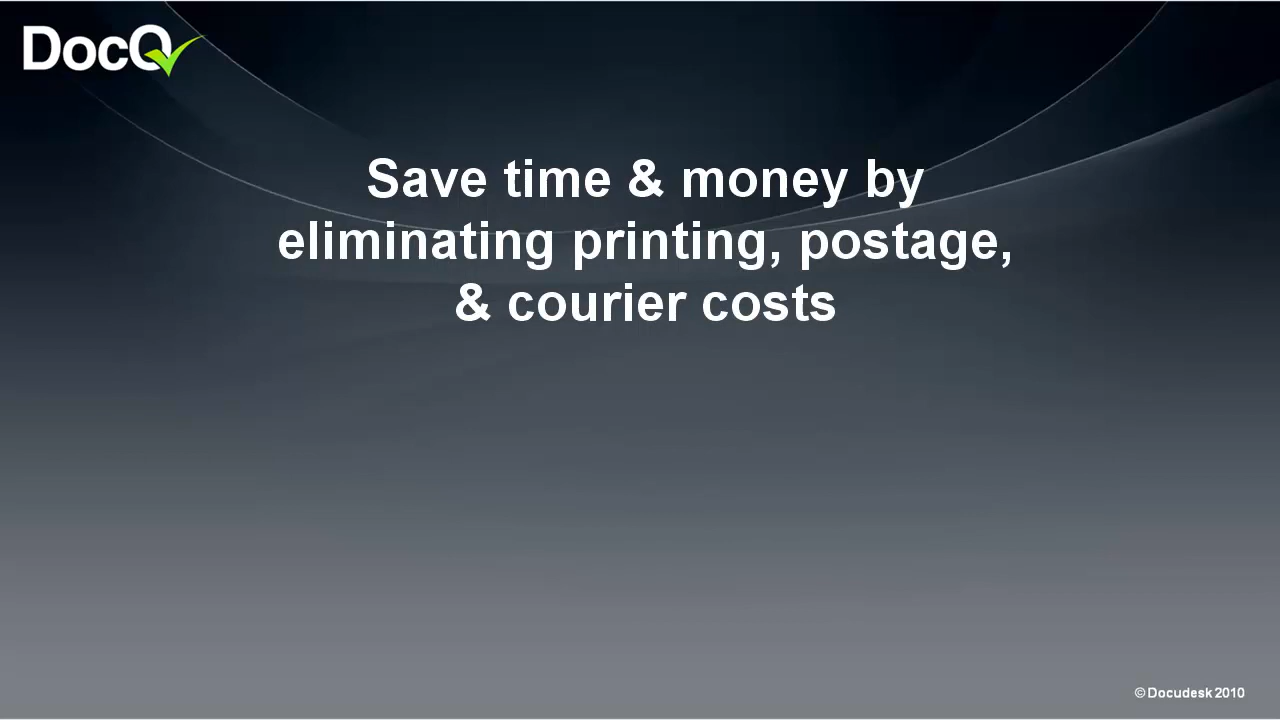 DocQ
Save time & money by
eliminating printing, postage,
& courier costs
© Docudesk 2010